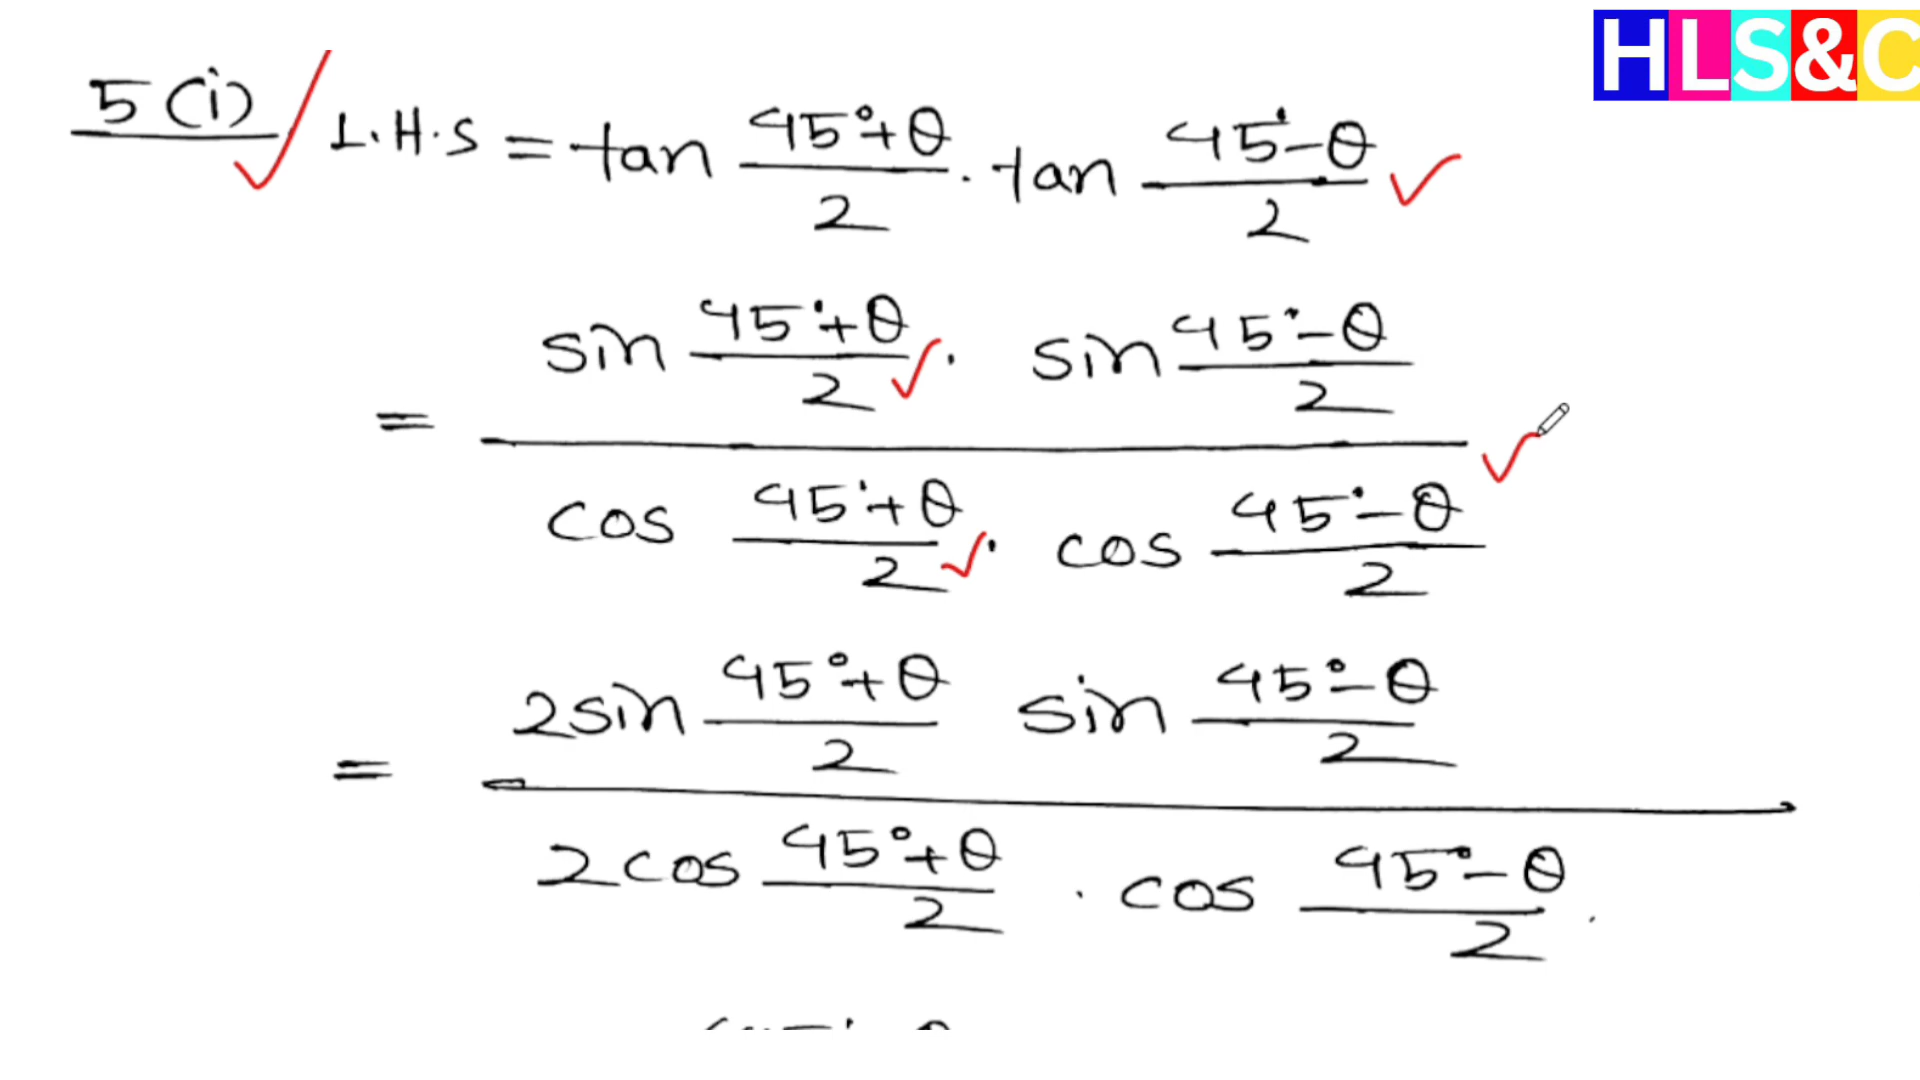 HLS&C
5(i) L.H.S = tan (45°+θ)/2 · tan (45°-θ)/2
= (sin (45°+θ)/2 · sin (45°-θ)/2) / (cos (45°+θ)/2 · cos (45°-θ)/2)
= (2sin (45°+θ)/2 sin (45°-θ)/2) / (2cos (45°+θ)/2 · cos (45°-θ)/2).